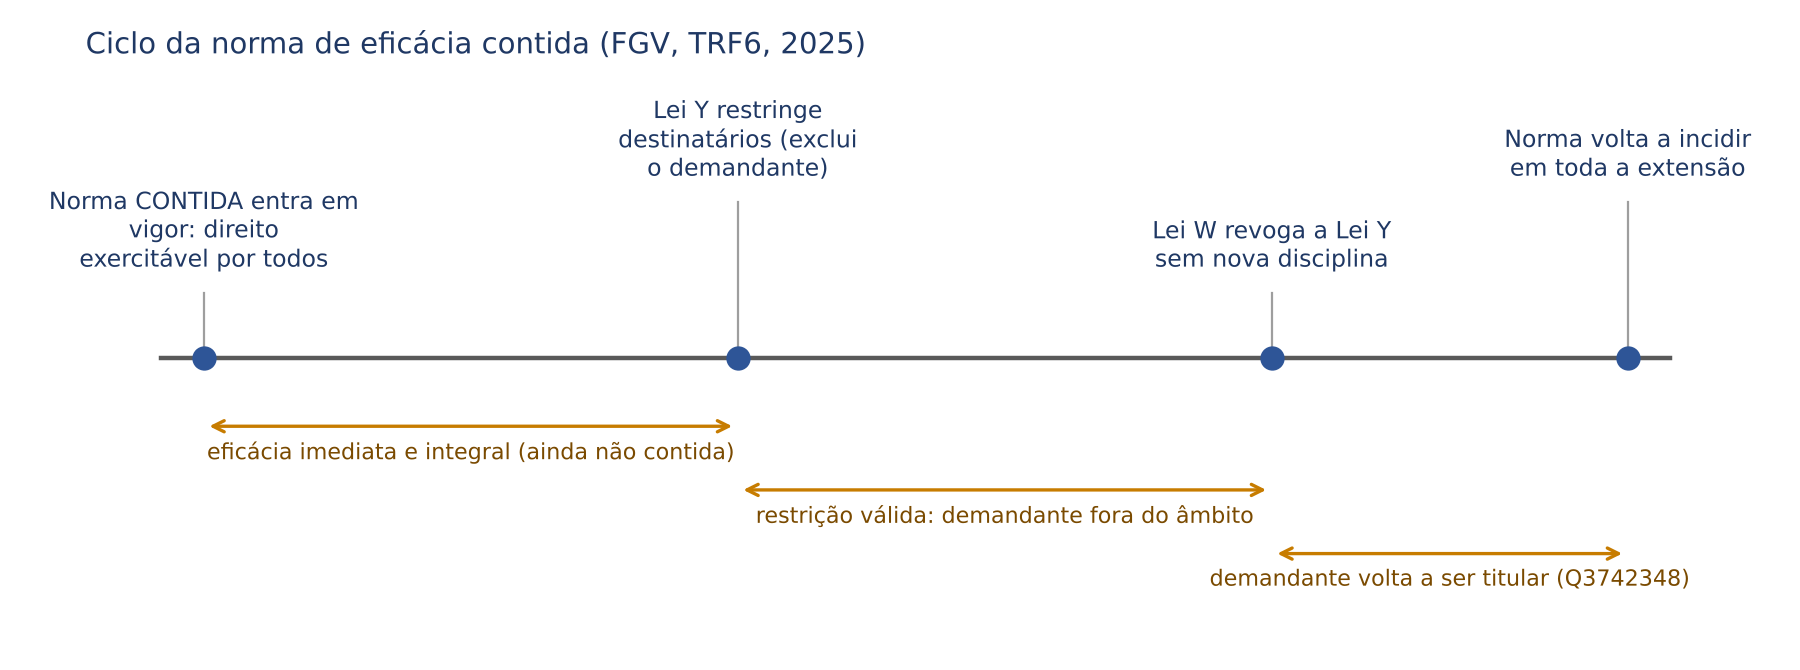 Ciclo da norma de eficácia contida (FGV, TRF6, 2025)
Norma CONTIDA entra em
vigor: direito
exercitável por todos
Lei Y restringe
destinatários (exclui
o demandante)
Lei W revoga a Lei Y
sem nova disciplina
Norma volta a incidir
em toda a extensão
eficácia imediata e integral (ainda não contida)
restrição válida: demandante fora do âmbito
demandante volta a ser titular (Q3742348)